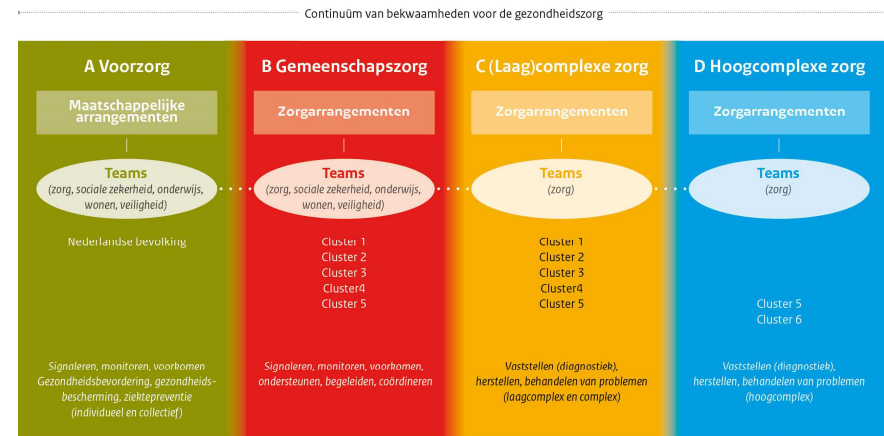 Continuüm van bekwaamheden voor de gezondheidszorg
A Voorzorg
Maatschappelijke
arrangementen
Teams
(zorg, sociale zekerheid, onderwijs,
wonen, veiligheid)
Nederlandse bevolking
Signaleren, monitoren, voorkomen
Gezondheidsbevordering, gezondheids-
bescherming, ziektepreventie
(individueel en collectief)
B Gemeenschapszorg
Zorgarrangementen
Teams
(zorg, sociale zekerheid, onderwijs,
wonen, veiligheid)
Cluster 1
Cluster 2
Cluster 3
Cluster4
Cluster 5
Signaleren, monitoren, voorkomen,
ondersteunen, begeleiden, coördineren
C (Laag)complexe zorg
Zorgarrangementen
Teams
(zorg)
Cluster 1
Cluster 2
Cluster 3
Cluster4
Cluster 5
Vaststellen (diagnostiek),
herstellen, behandelen van problemen
(laagcomplex en complex)
D Hoogcomplexe zorg
Zorgarrangementen
Teams
(zorg)
Cluster 5
Cluster 6
Vaststellen (diagnostiek),
herstellen, behandelen van problemen
(hoogcomplex)